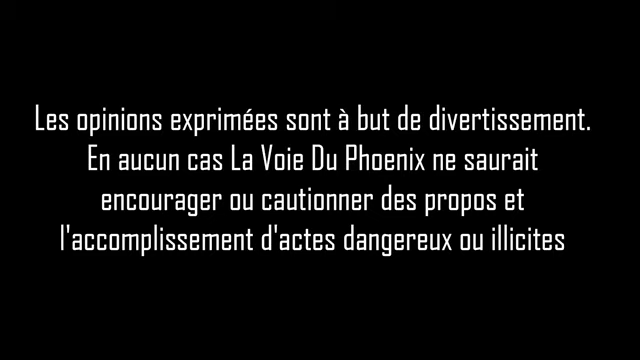 Les opinions exprimées sont à but de divertissement.
En aucun cas La Voie Du Phoenix ne saurait
encourager ou cautionner des propos et
l'accomplissement d'actes dangereux ou illicites